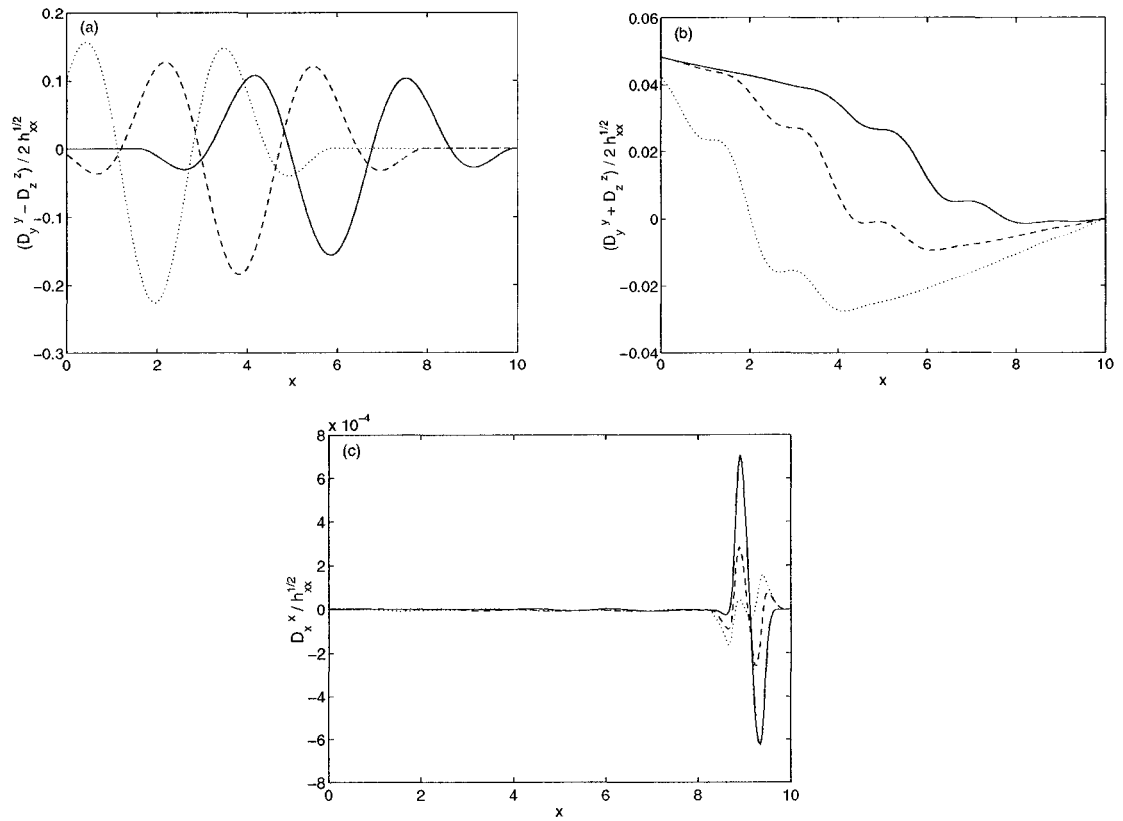 (a)
0.2
0.1
0
−0.1
−0.2
−0.3
(D_y^y − D_z^z) / 2 h_xx^1/2
0 2 4 6 8 10
x
(b)
0.06
0.04
0.02
0
−0.02
−0.04
(D_y^y + D_z^z) / 2 h_xx^1/2
0 2 4 6 8 10
x
x 10^−4
(c)
8
6
4
2
0
−2
−4
−6
−8
D_x^x / h_xx^1/2
0 2 4 6 8 10
x